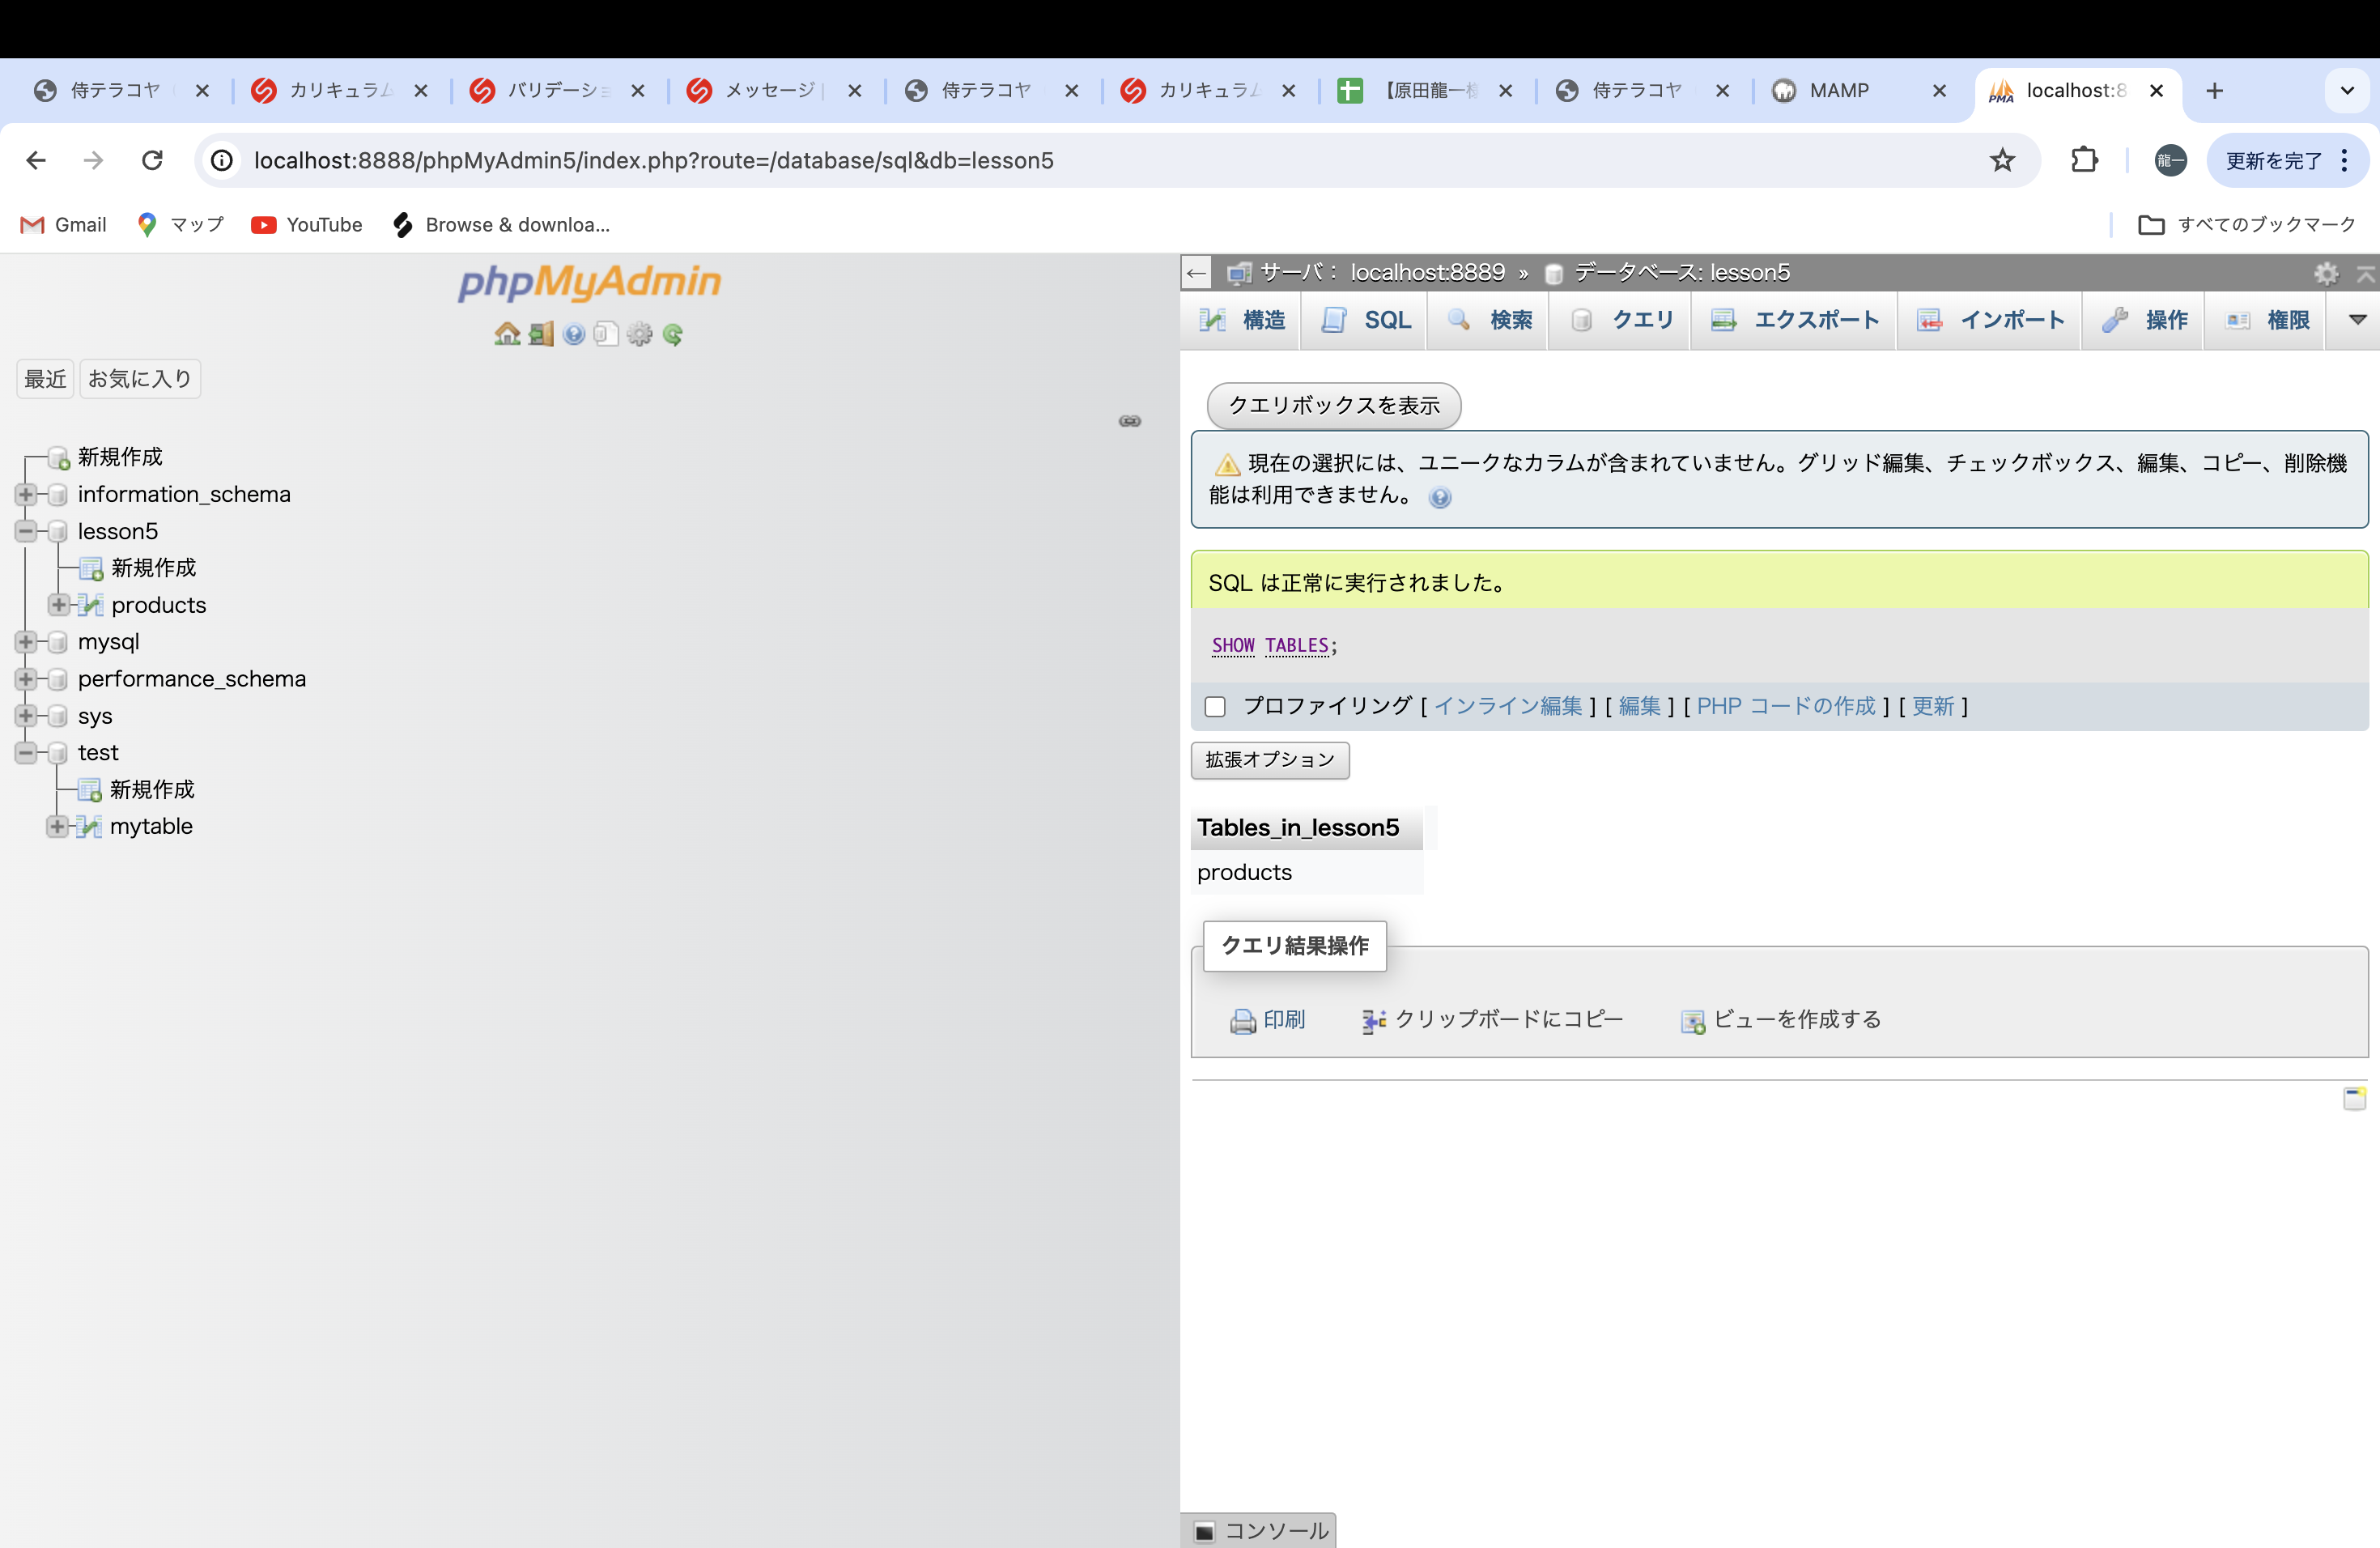 侍テラコヤ
カリキュラム
バリデーショ
メッセージ
侍テラコヤ
カリキュラム
【原田龍一様
侍テラコヤ
MAMP
localhost:8
localhost:8888/phpMyAdmin5/index.php?route=/database/sql&db=lesson5
龍一
更新を完了
Gmail
マップ
YouTube
Browse & downloa...
すべてのブックマーク
phpMyAdmin
最近
お気に入り
新規作成
information_schema
lesson5
新規作成
products
mysql
performance_schema
sys
test
新規作成
mytable
サーバ: localhost:8889 » データベース: lesson5
構造
SQL
検索
クエリ
エクスポート
インポート
操作
権限
クエリボックスを表示
現在の選択には、ユニークなカラムが含まれていません。グリッド編集、チェックボックス、編集、コピー、削除機
能は利用できません。
SQL は正常に実行されました。
SHOW TABLES;
プロファイリング [ インライン編集 ] [ 編集 ] [ PHP コードの作成 ] [ 更新 ]
拡張オプション
Tables_in_lesson5
products
クエリ結果操作
印刷
クリップボードにコピー
ビューを作成する
コンソール